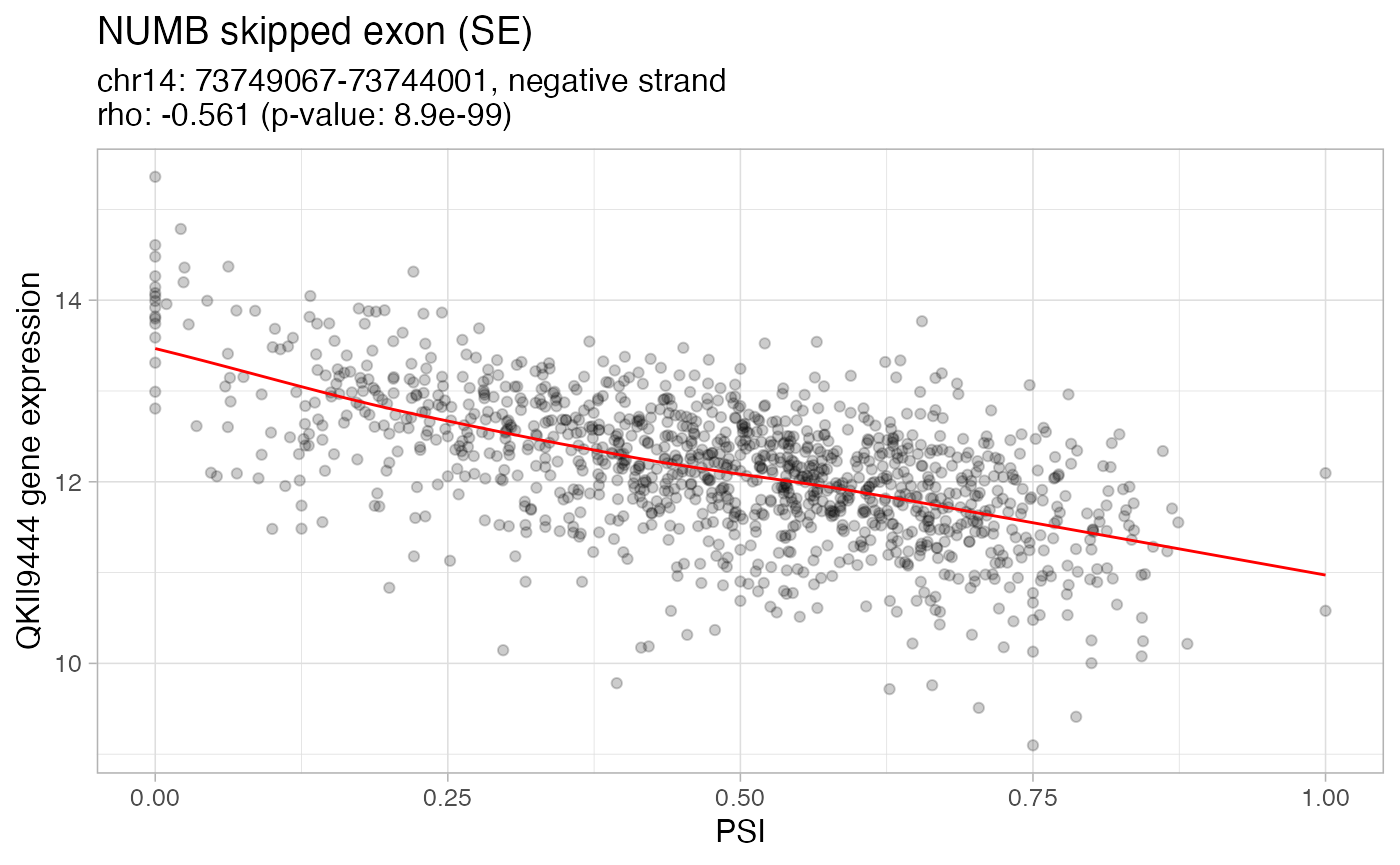 NUMB skipped exon (SE)
chr14: 73749067-73744001, negative strand
rho: -0.561 (p-value: 8.9e-99)
QKI|9444 gene expression
14
12
10
0.00
0.25
0.50
0.75
1.00
PSI